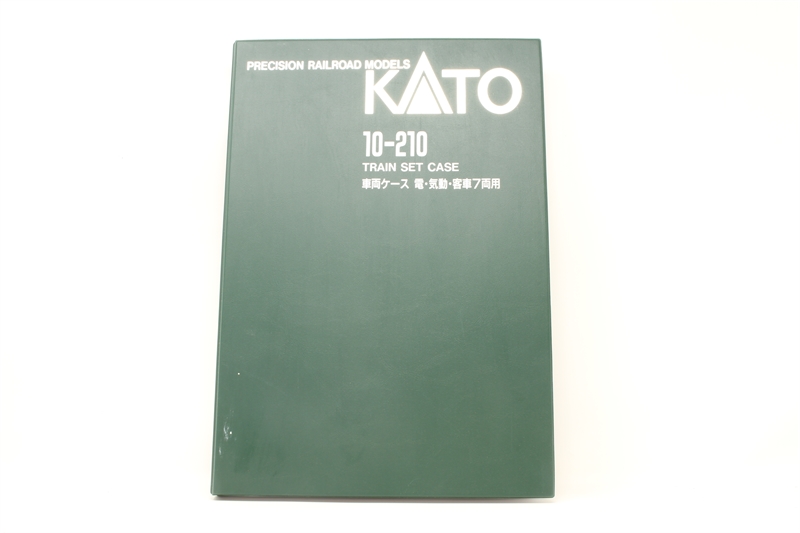 PRECISION RAILROAD MODELS
KATO
10-210
TRAIN SET CASE
車両ケース 電・気動・客車7両用